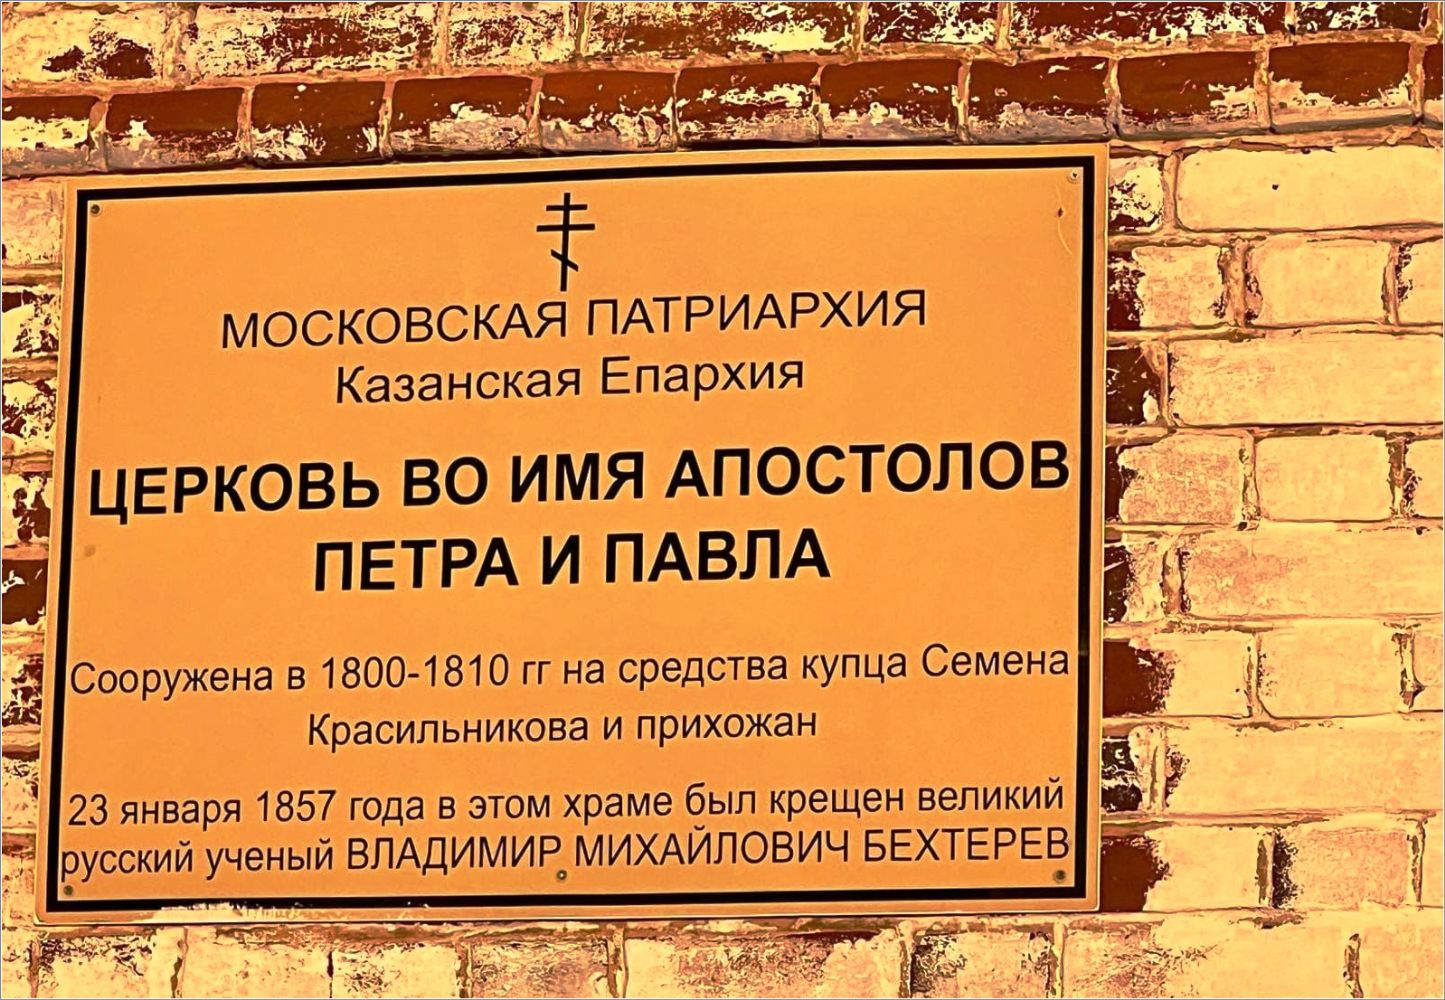 МОСКОВСКАЯ ПАТРИАРХИЯ
Казанская Епархия
ЦЕРКОВЬ ВО ИМЯ АПОСТОЛОВ
ПЕТРА И ПАВЛА
Сооружена в 1800-1810 гг на средства купца Семена
Красильникова и прихожан
23 января 1857 года в этом храме был крещен великий
русский ученый ВЛАДИМИР МИХАЙЛОВИЧ БЕХТЕРЕВ